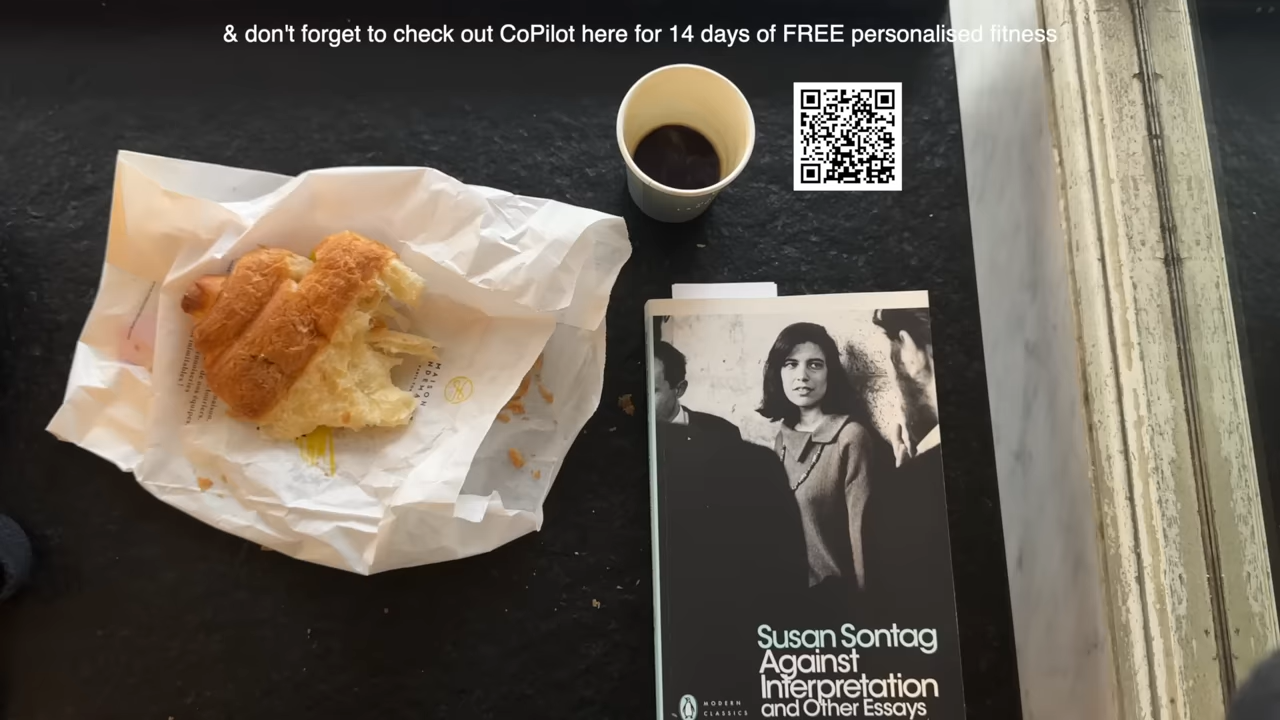 & don't forget to check out CoPilot here for 14 days of FREE personalised fitness
MAISON
Susan Sontag
Against
Interpretation
and Other Essays
MODERN
CLASSICS